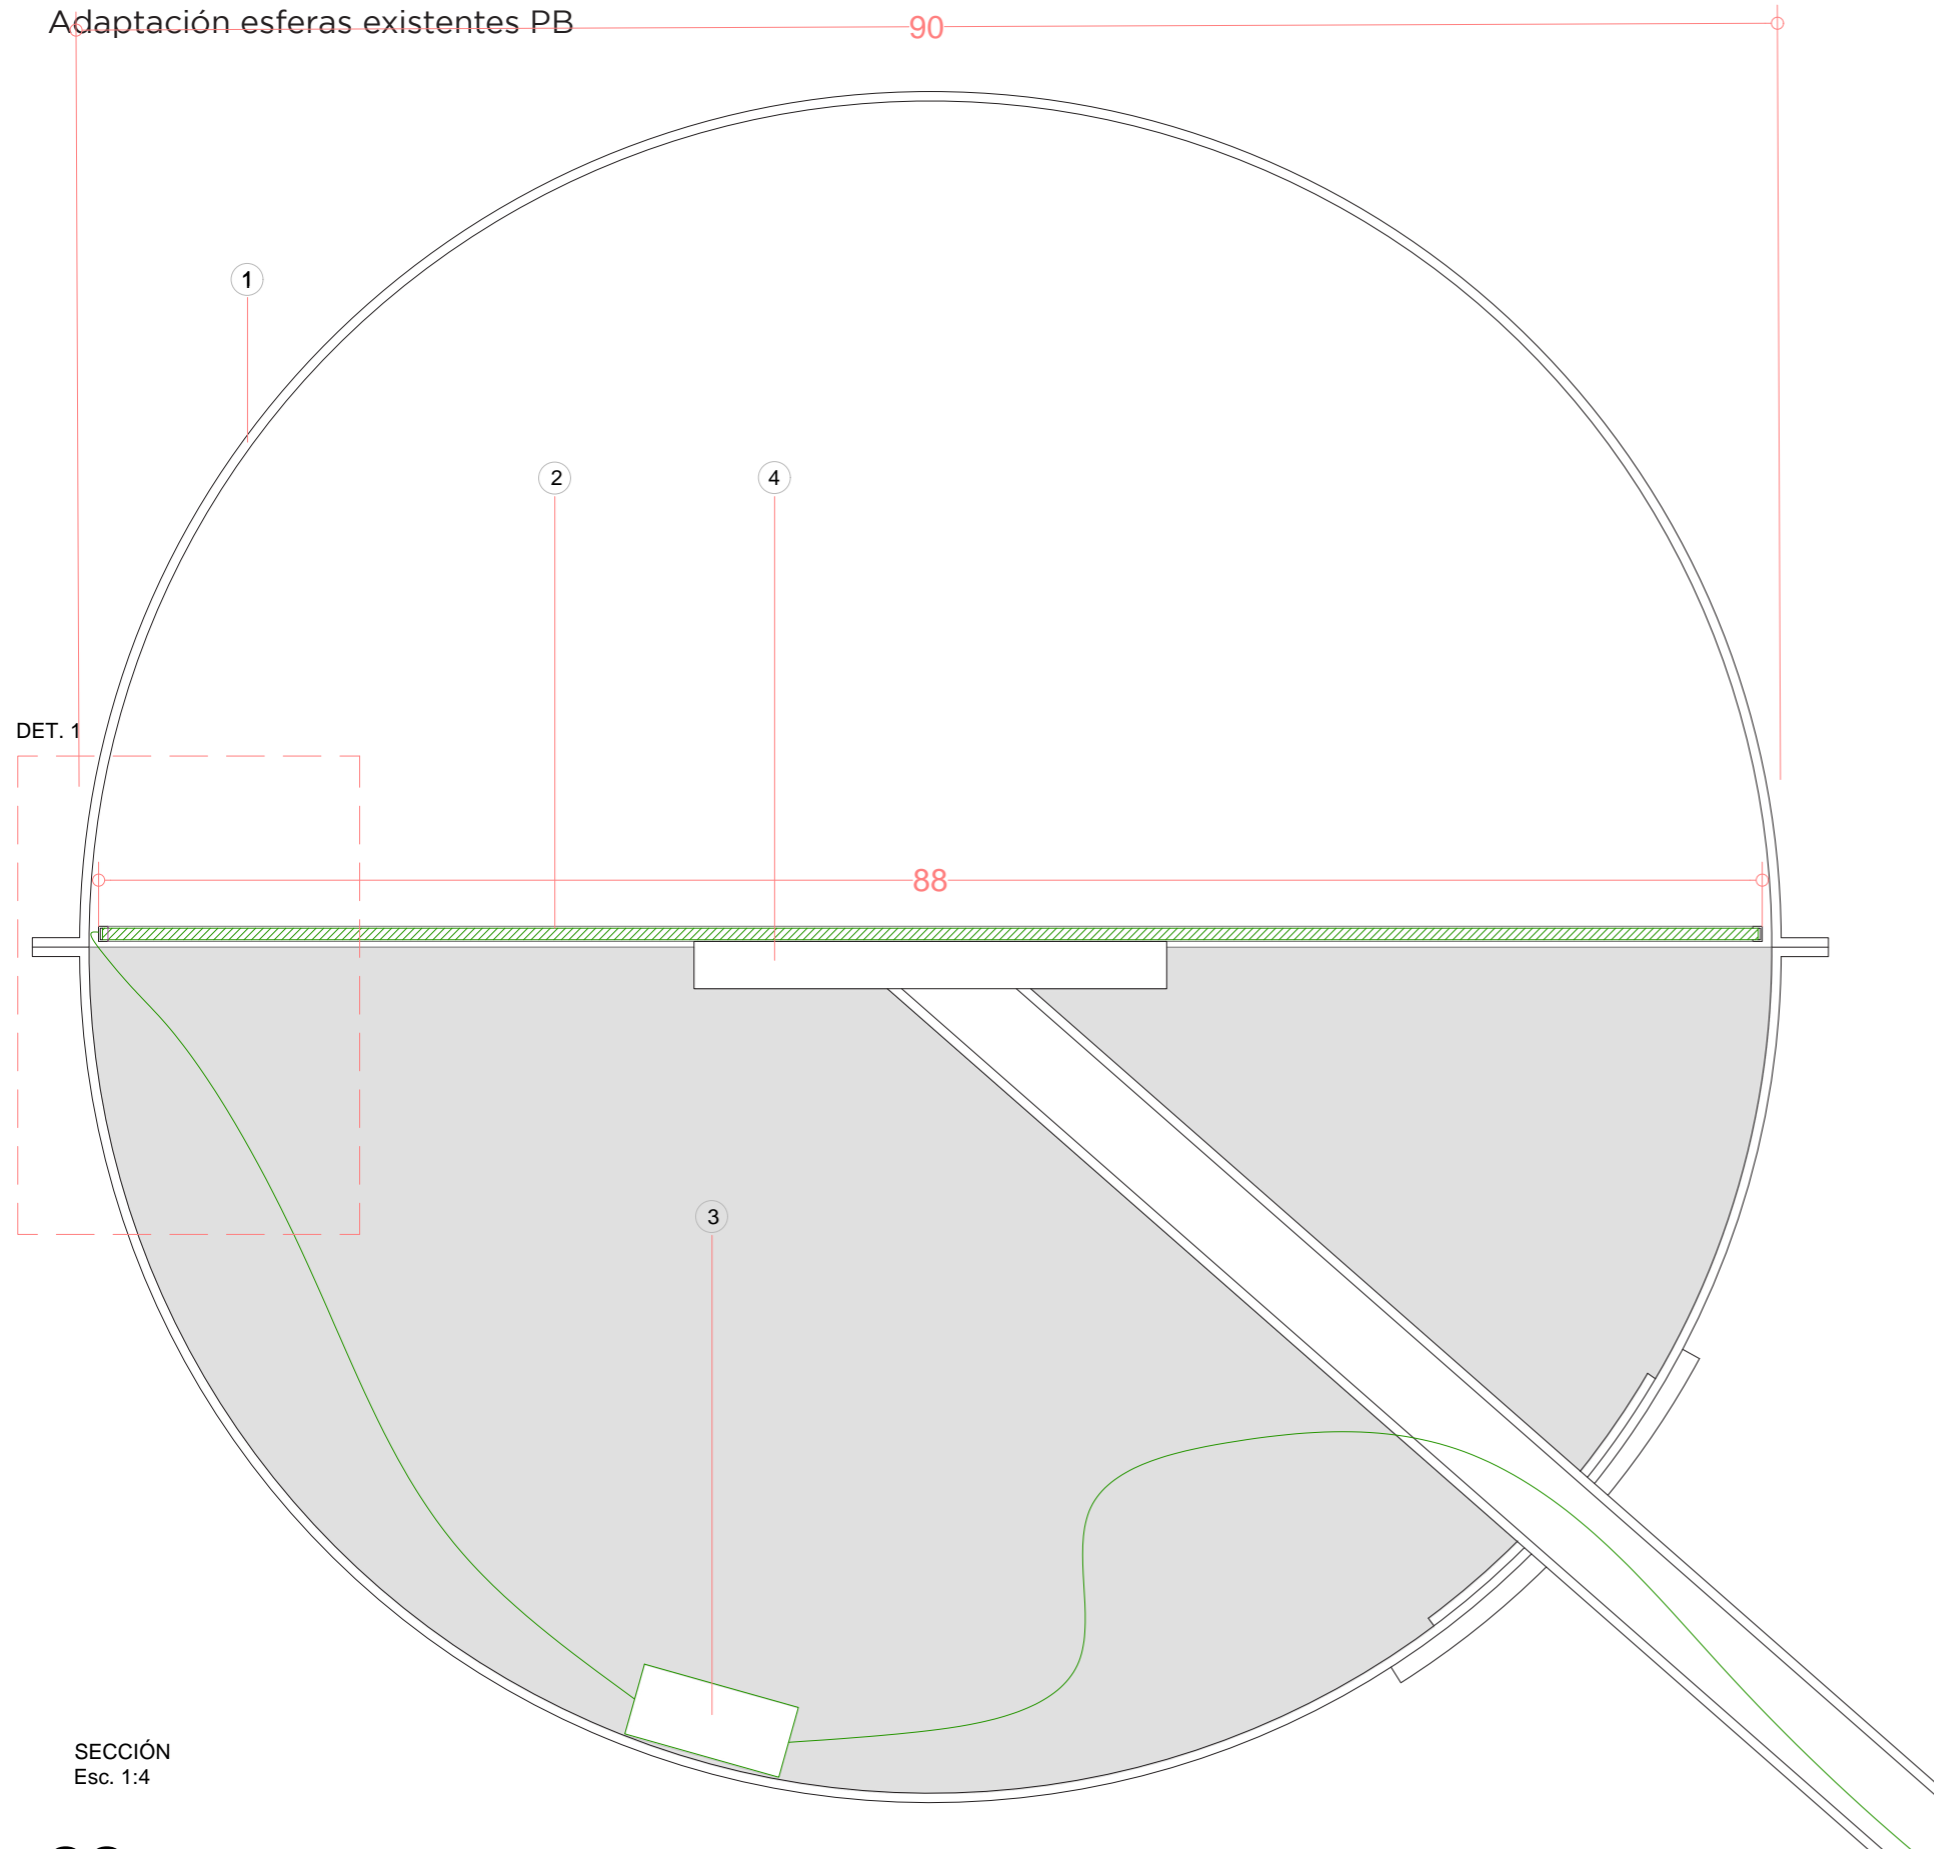 Adaptación esferas existentes PB
90
1
2
4
DET. 1
88
3
SECCIÓN
Esc. 1:4